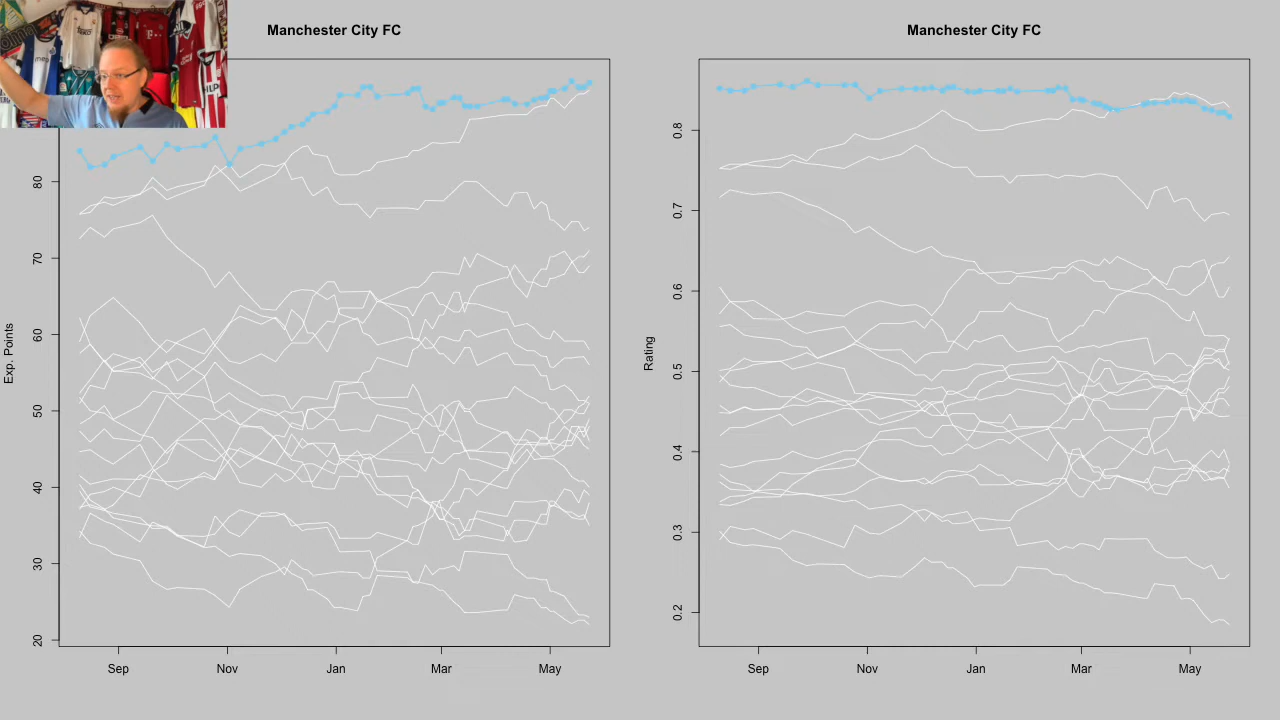 Manchester City FC
Exp. Points
80
70
60
50
40
30
20
Sep
Nov
Jan
Mar
May
Manchester City FC
Rating
0.8
0.7
0.6
0.5
0.4
0.3
0.2
Sep
Nov
Jan
Mar
May